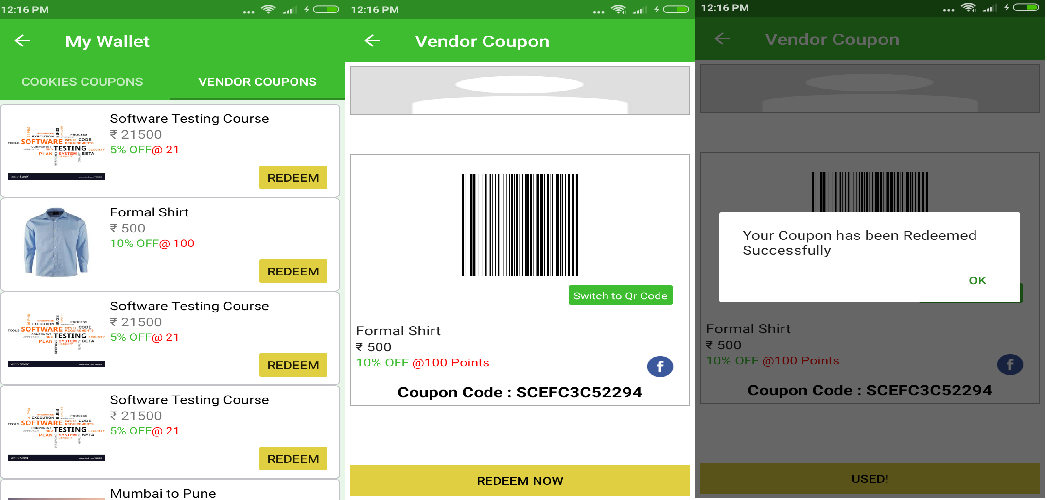 12:16 PM
My Wallet
COOKIES COUPONS
VENDOR COUPONS
Software Testing Course
₹ 21500
5% OFF@ 21
REDEEM
SOFTWARE
TESTING
Formal Shirt
₹ 500
10% OFF@ 100
REDEEM
Software Testing Course
₹ 21500
5% OFF@ 21
REDEEM
SOFTWARE
TESTING
Software Testing Course
₹ 21500
5% OFF@ 21
REDEEM
SOFTWARE
TESTING
Mumbai to Pune
12:16 PM
Vendor Coupon
Switch to Qr Code
Formal Shirt
₹ 500
10% OFF @100 Points
f
Coupon Code : SCEFC3C52294
REDEEM NOW
12:16 PM
Vendor Coupon
Your Coupon has been Redeemed
Successfully
OK
Formal Shirt
₹ 500
10% OFF @100 Points
f
Coupon Code : SCEFC3C52294
USED!